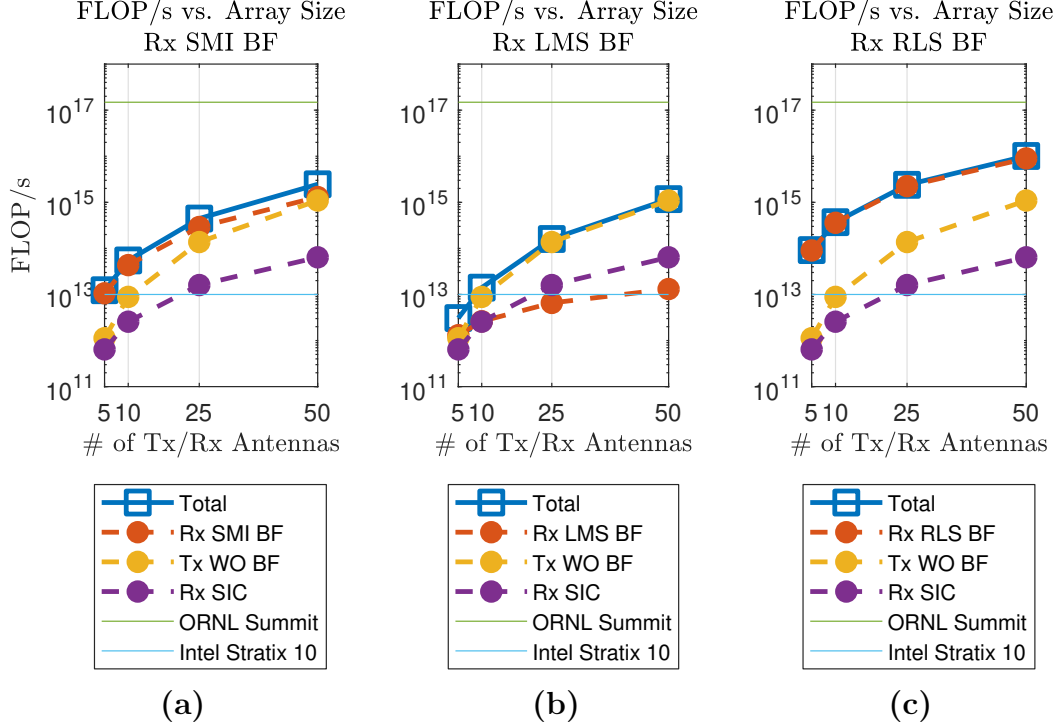 FLOP/s vs. Array Size
Rx SMI BF
FLOP/s
10^17
10^15
10^13
10^11
5 10 25 50
# of Tx/Rx Antennas
Total
Rx SMI BF
Tx WO BF
Rx SIC
ORNL Summit
Intel Stratix 10
(a)
FLOP/s vs. Array Size
Rx LMS BF
10^17
10^15
10^13
10^11
5 10 25 50
# of Tx/Rx Antennas
Total
Rx LMS BF
Tx WO BF
Rx SIC
ORNL Summit
Intel Stratix 10
(b)
FLOP/s vs. Array Size
Rx RLS BF
10^17
10^15
10^13
10^11
5 10 25 50
# of Tx/Rx Antennas
Total
Rx RLS BF
Tx WO BF
Rx SIC
ORNL Summit
Intel Stratix 10
(c)